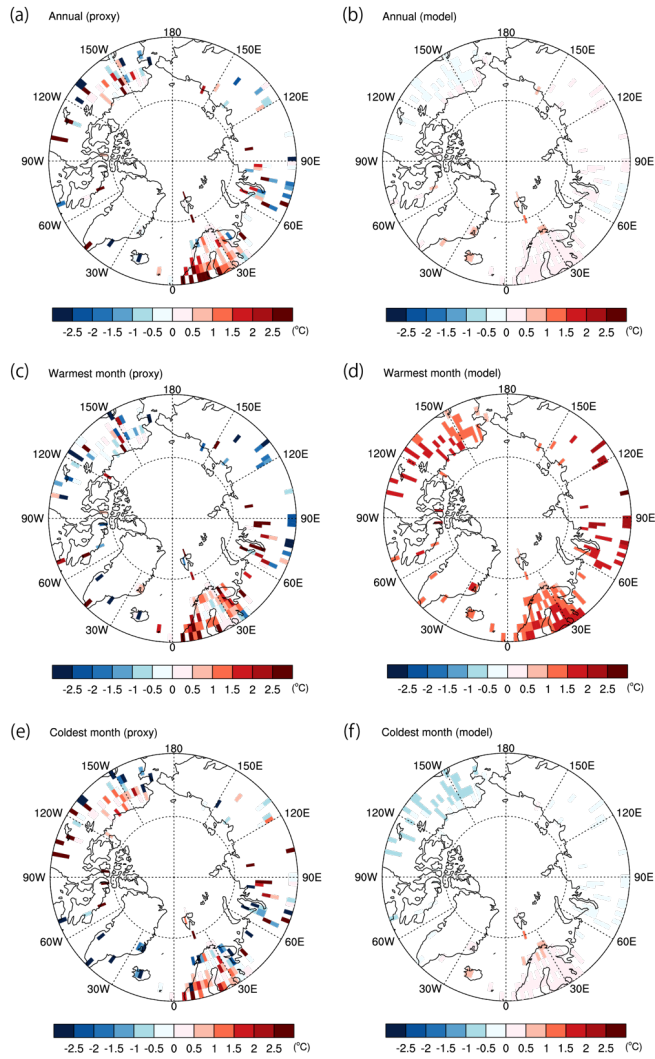 (a) Annual (proxy)
180
150W 150E
120W 120E
90W 90E
60W 60E
30W 30E
0
-2.5 -2 -1.5 -1 -0.5 0 0.5 1 1.5 2 2.5 (°C)
(b) Annual (model)
180
150W 150E
120W 120E
90W 90E
60W 60E
30W 30E
0
-2.5 -2 -1.5 -1 -0.5 0 0.5 1 1.5 2 2.5 (°C)
(c) Warmest month (proxy)
180
150W 150E
120W 120E
90W 90E
60W 60E
30W 30E
0
-2.5 -2 -1.5 -1 -0.5 0 0.5 1 1.5 2 2.5 (°C)
(d) Warmest month (model)
180
150W 150E
120W 120E
90W 90E
60W 60E
30W 30E
0
-2.5 -2 -1.5 -1 -0.5 0 0.5 1 1.5 2 2.5 (°C)
(e) Coldest month (proxy)
180
150W 150E
120W 120E
90W 90E
60W 60E
30W 30E
0
-2.5 -2 -1.5 -1 -0.5 0 0.5 1 1.5 2 2.5 (°C)
(f) Coldest month (model)
180
150W 150E
120W 120E
90W 90E
60W 60E
30W 30E
0
-2.5 -2 -1.5 -1 -0.5 0 0.5 1 1.5 2 2.5 (°C)